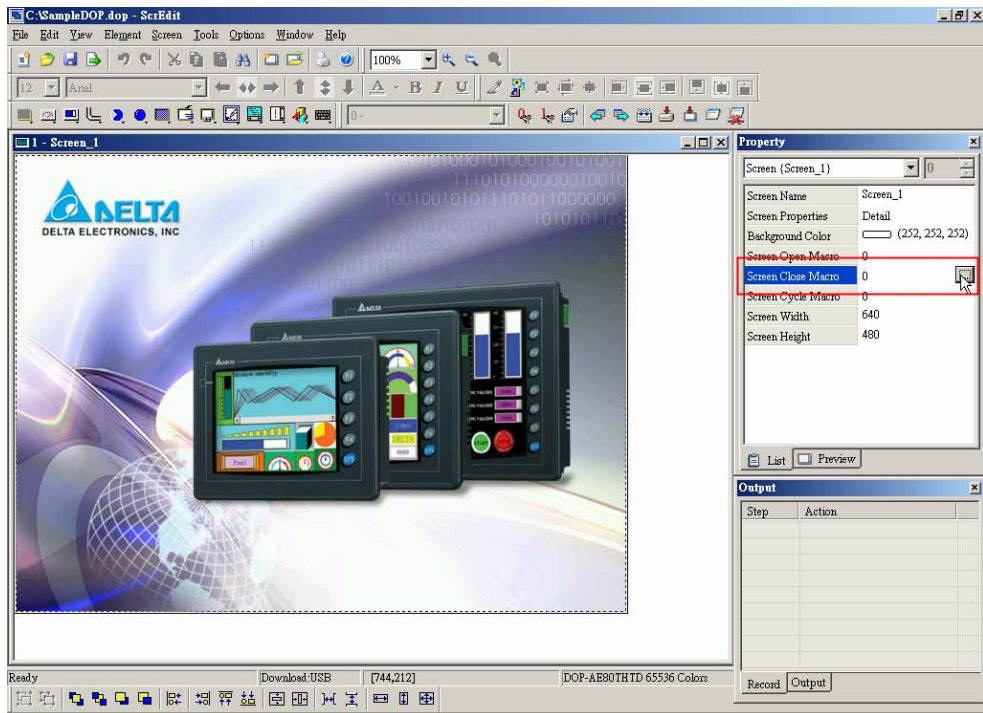 C:\SampleDOP.dop - ScrEdit
File Edit View Element Screen Tools Options Window Help
100%
12 Arial
A - B I U
0 -
1 - Screen_1
DELTA
DELTA ELECTRONICS, INC
Property
Screen {Screen_1} 0
Screen Name Screen_1
Screen Properties Detail
Background Color (252, 252, 252)
Screen Open Macro 0
Screen Close Macro 0
Screen Cycle Macro 0
Screen Width 640
Screen Height 480
List Preview
Output
Step Action
Record Output
Ready Download:USB [744,212] DOP-AE80THTD 65536 Colors